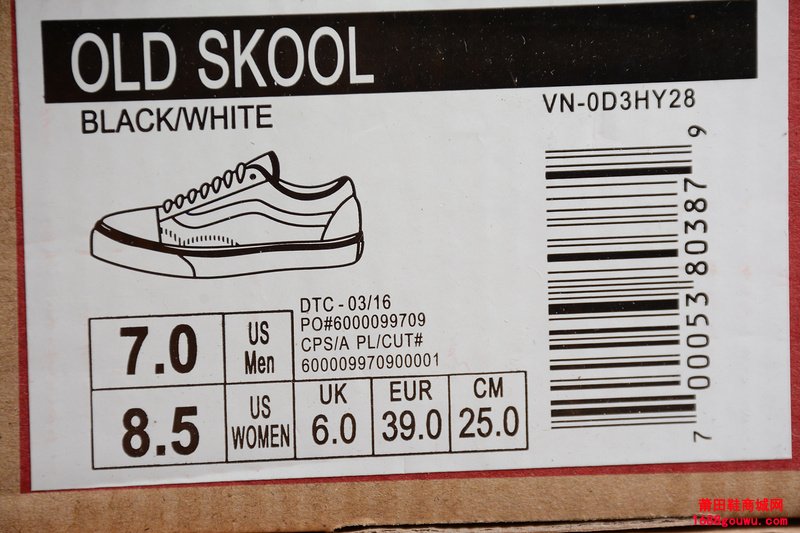 OLD SKOOL
BLACK/WHITE
VN-0D3HY28
7 00053 80387 9
DTC - 03/16
PO#6000099709
CPS/A PL/CUT#
600009970900001
7.0 US Men
8.5 US WOMEN
UK 6.0
EUR 39.0
CM 25.0
莆田鞋商城网
1682gouwu.com